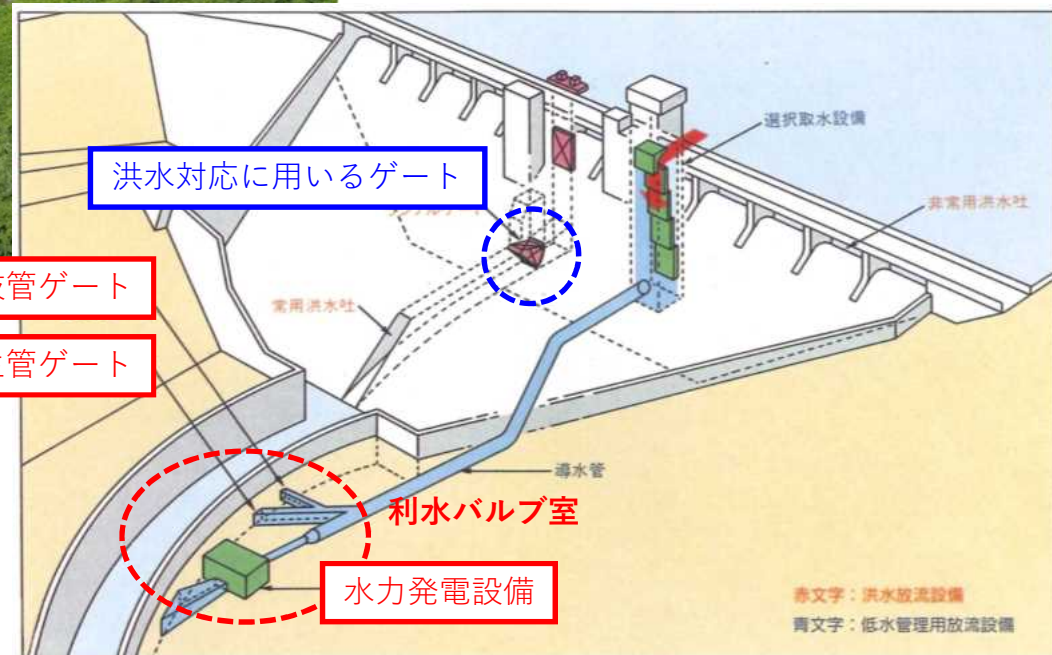 選択取水設備
洪水対応に用いるゲート
非常用洪水吐
管ゲート
常用洪水吐
管ゲート
導水管
利水バルブ室
水力発電設備
赤文字：洪水放流設備
青文字：低水管理用放流設備